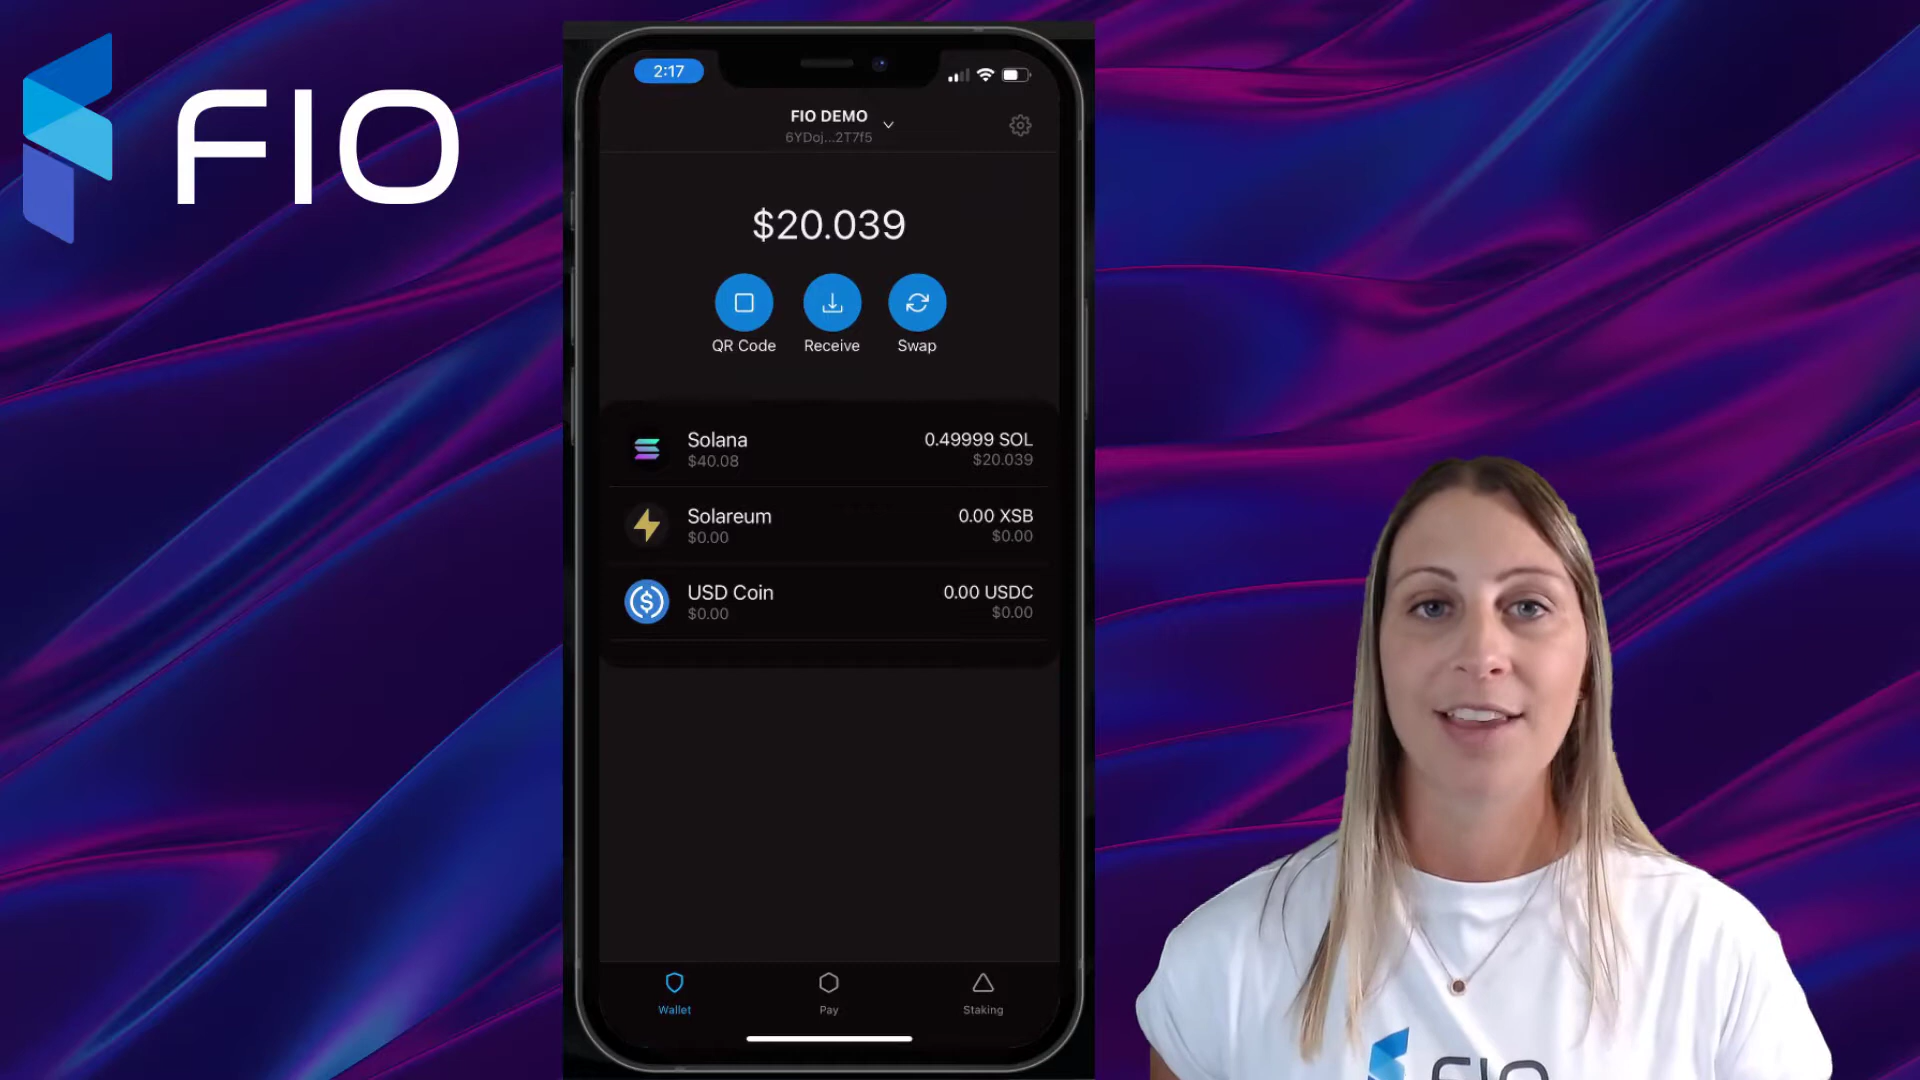 FIO
2:17
FIO DEMO
6YDoj...2T7f5
$20.039
QR Code Receive Swap
Solana 0.49999 SOL
$40.08 $20.039
Solareum 0.00 XSB
$0.00 $0.00
USD Coin 0.00 USDC
$0.00 $0.00
Wallet Pay Staking
FIO